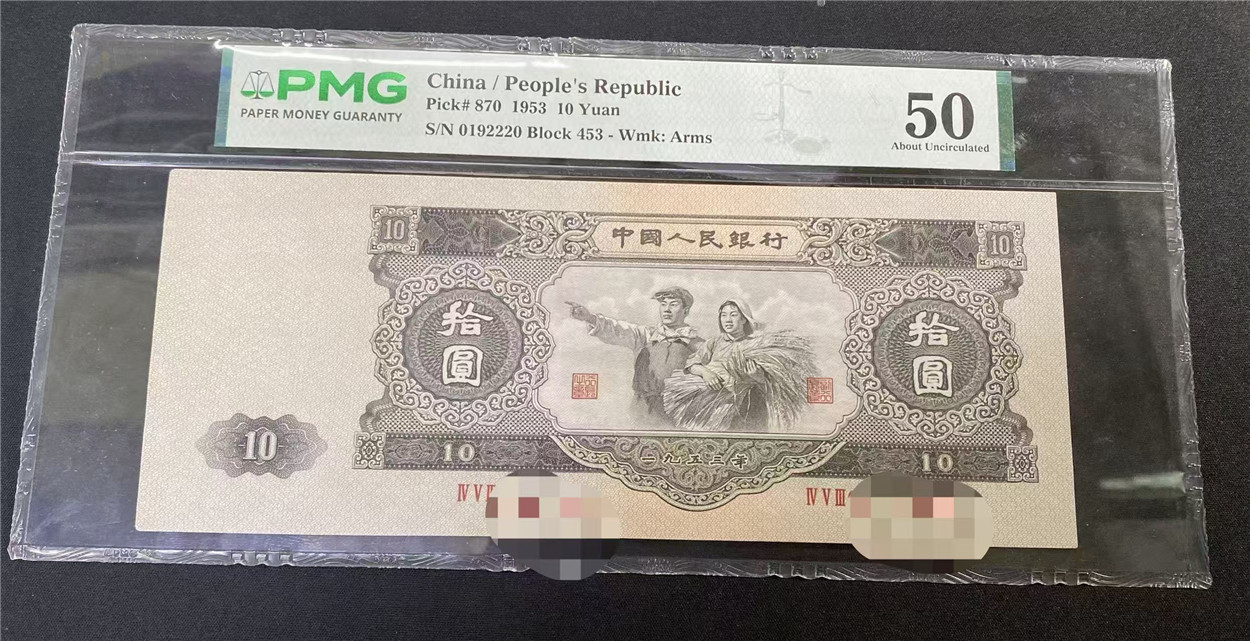 PMG
PAPER MONEY GUARANTY
China / People's Republic
Pick# 870 1953 10 Yuan
S/N 0192220 Block 453 - Wmk: Arms
50
About Uncirculated
10 中國人民銀行 10
拾圓 拾圓
10
10 一九五三年 10
ⅣⅤⅢ ⅣⅤⅢ